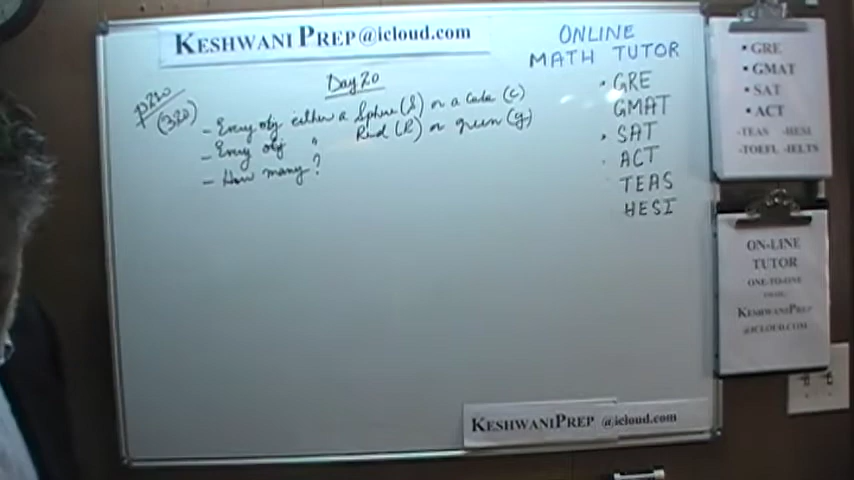 KESHWANI PREP@icloud.com
Day 20
p230
(320)
- Every obj either a Sphere (S) or a Cube (C)
- Every obj " Red (R) or green (g)
- How many?
ONLINE
MATH TUTOR
• GRE
GMAT
• SAT
• ACT
TEAS
HESI
• GRE
• GMAT
• SAT
• ACT
-TEAS -HESI
-TOEFL -IELTS
ON-LINE
TUTOR
ONE-TO-ONE
KESHWANIPREP
@ICLOUD.COM
KESHWANIPREP @icloud.com